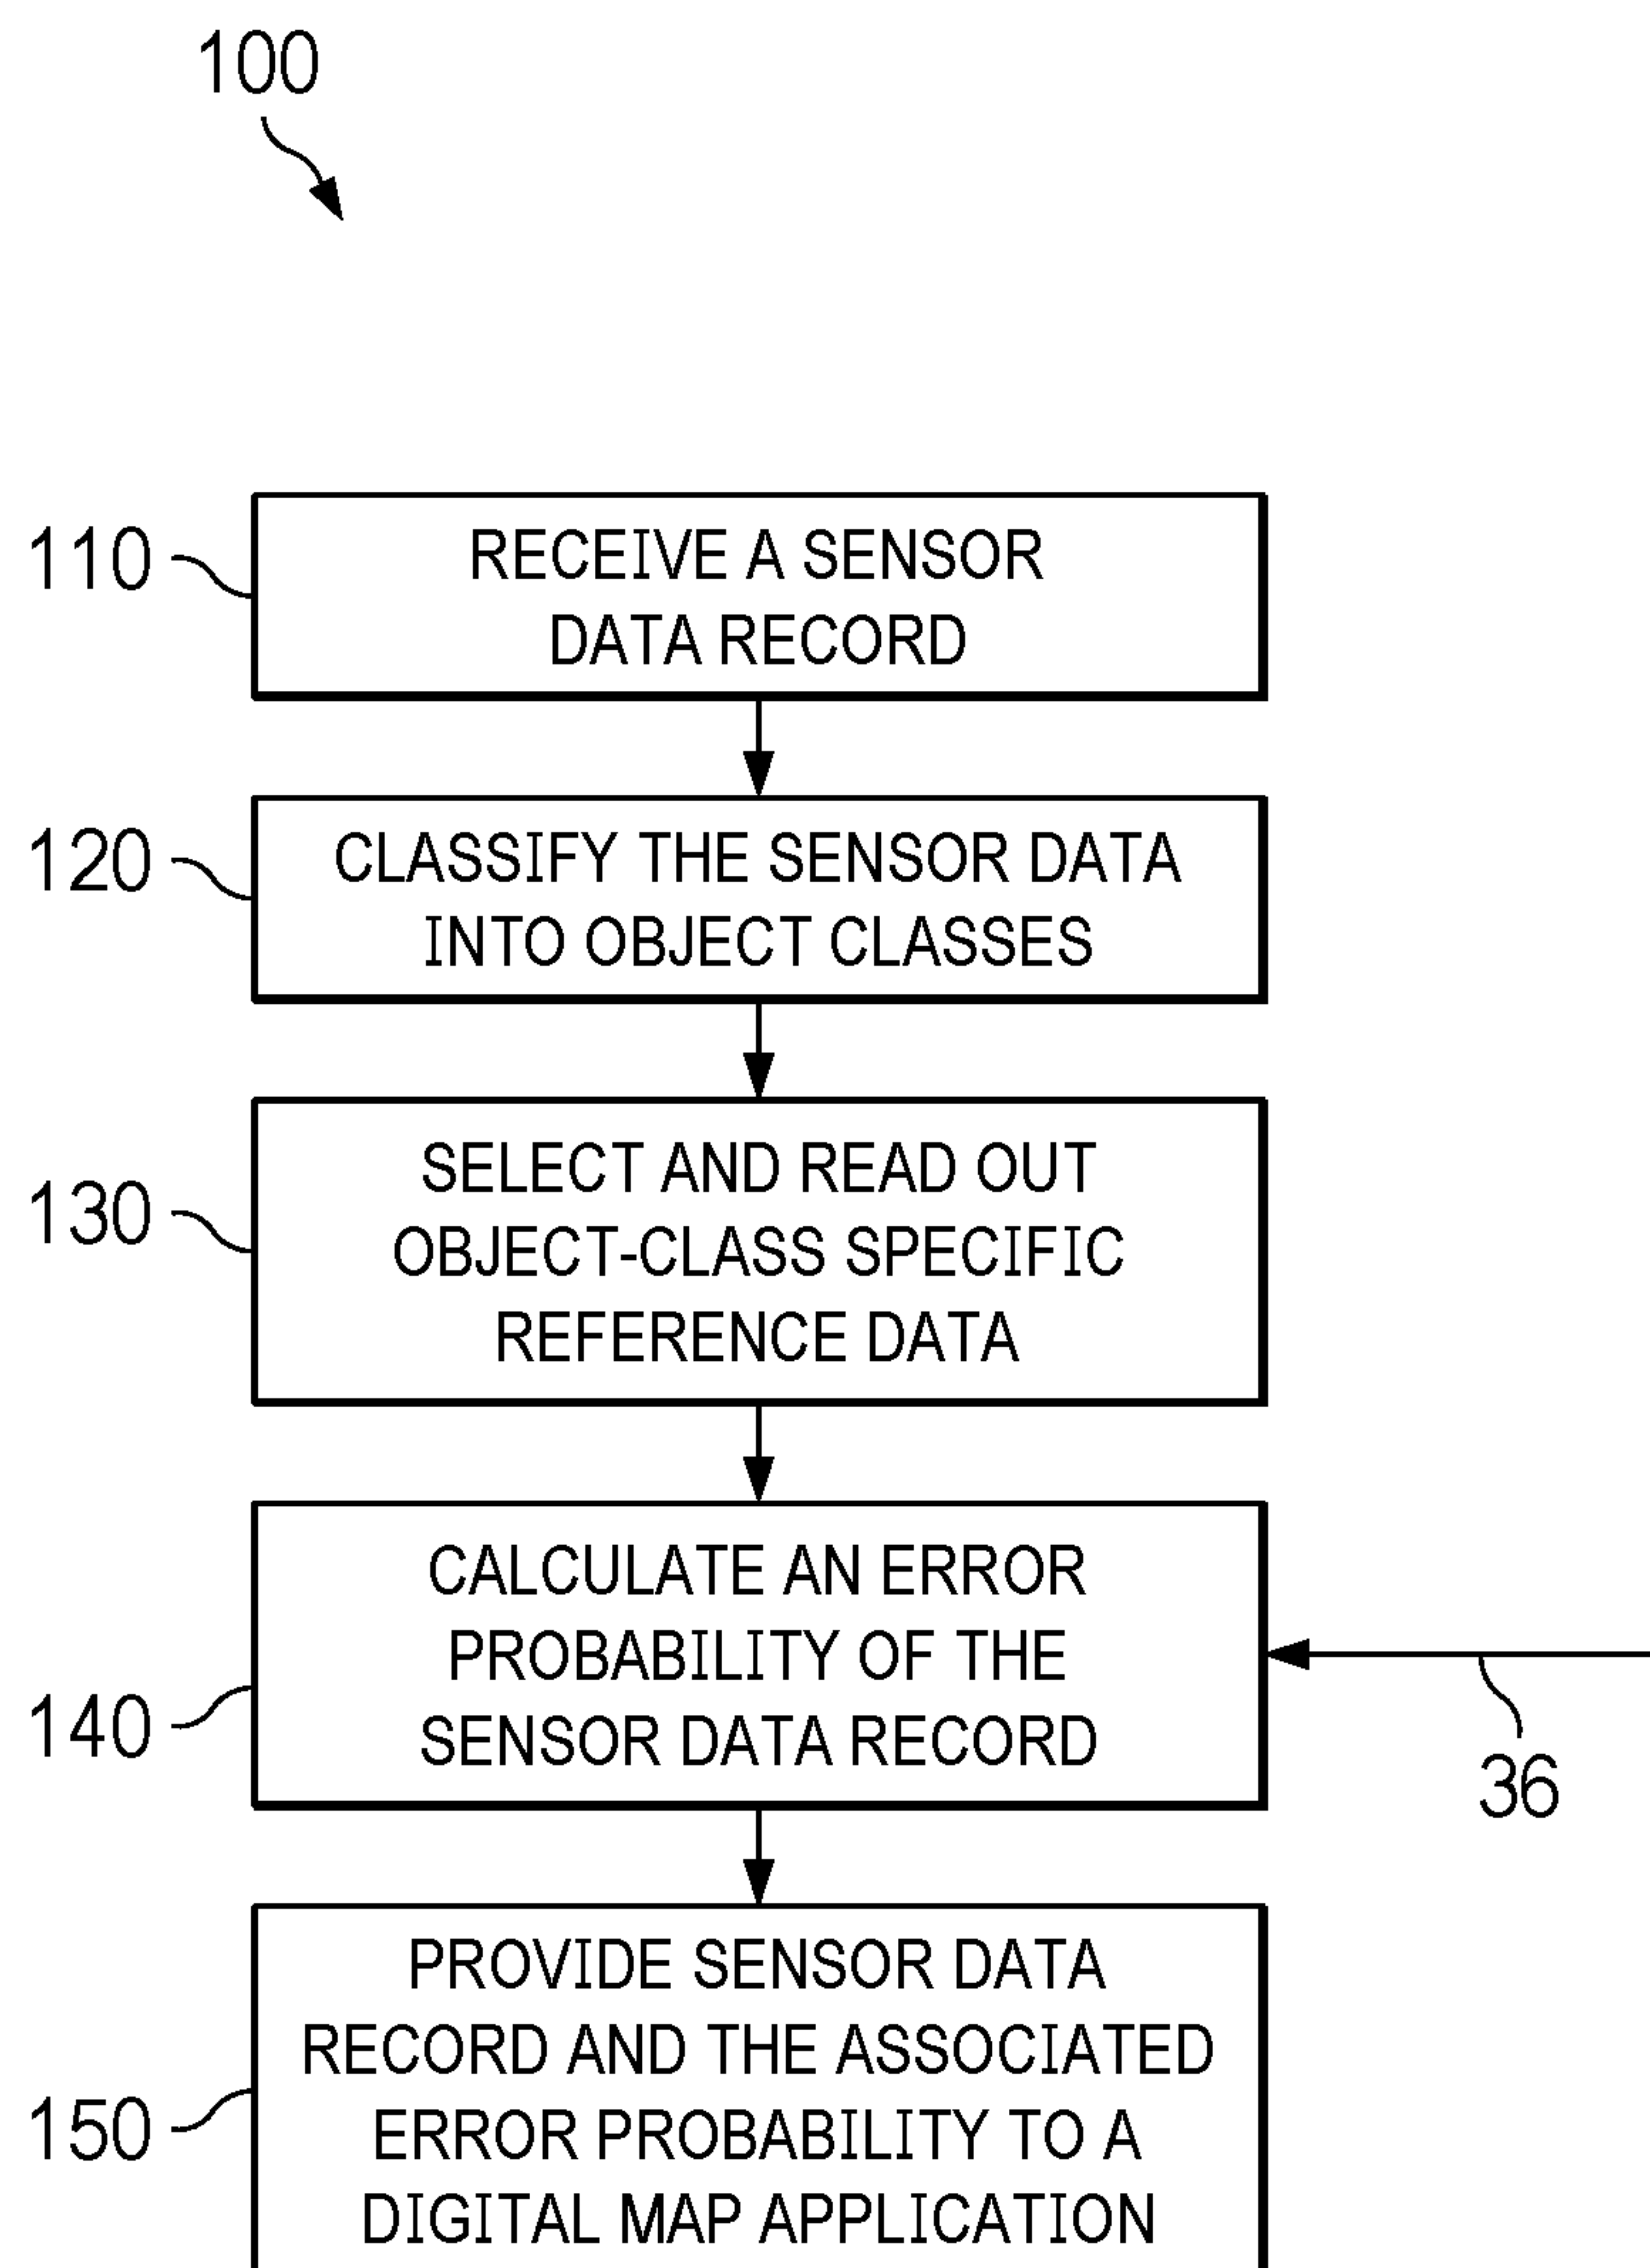 100
110
RECEIVE A SENSOR
DATA RECORD
120
CLASSIFY THE SENSOR DATA
INTO OBJECT CLASSES
130
SELECT AND READ OUT
OBJECT-CLASS SPECIFIC
REFERENCE DATA
140
CALCULATE AN ERROR
PROBABILITY OF THE
SENSOR DATA RECORD
36
150
PROVIDE SENSOR DATA
RECORD AND THE ASSOCIATED
ERROR PROBABILITY TO A
DIGITAL MAP APPLICATION